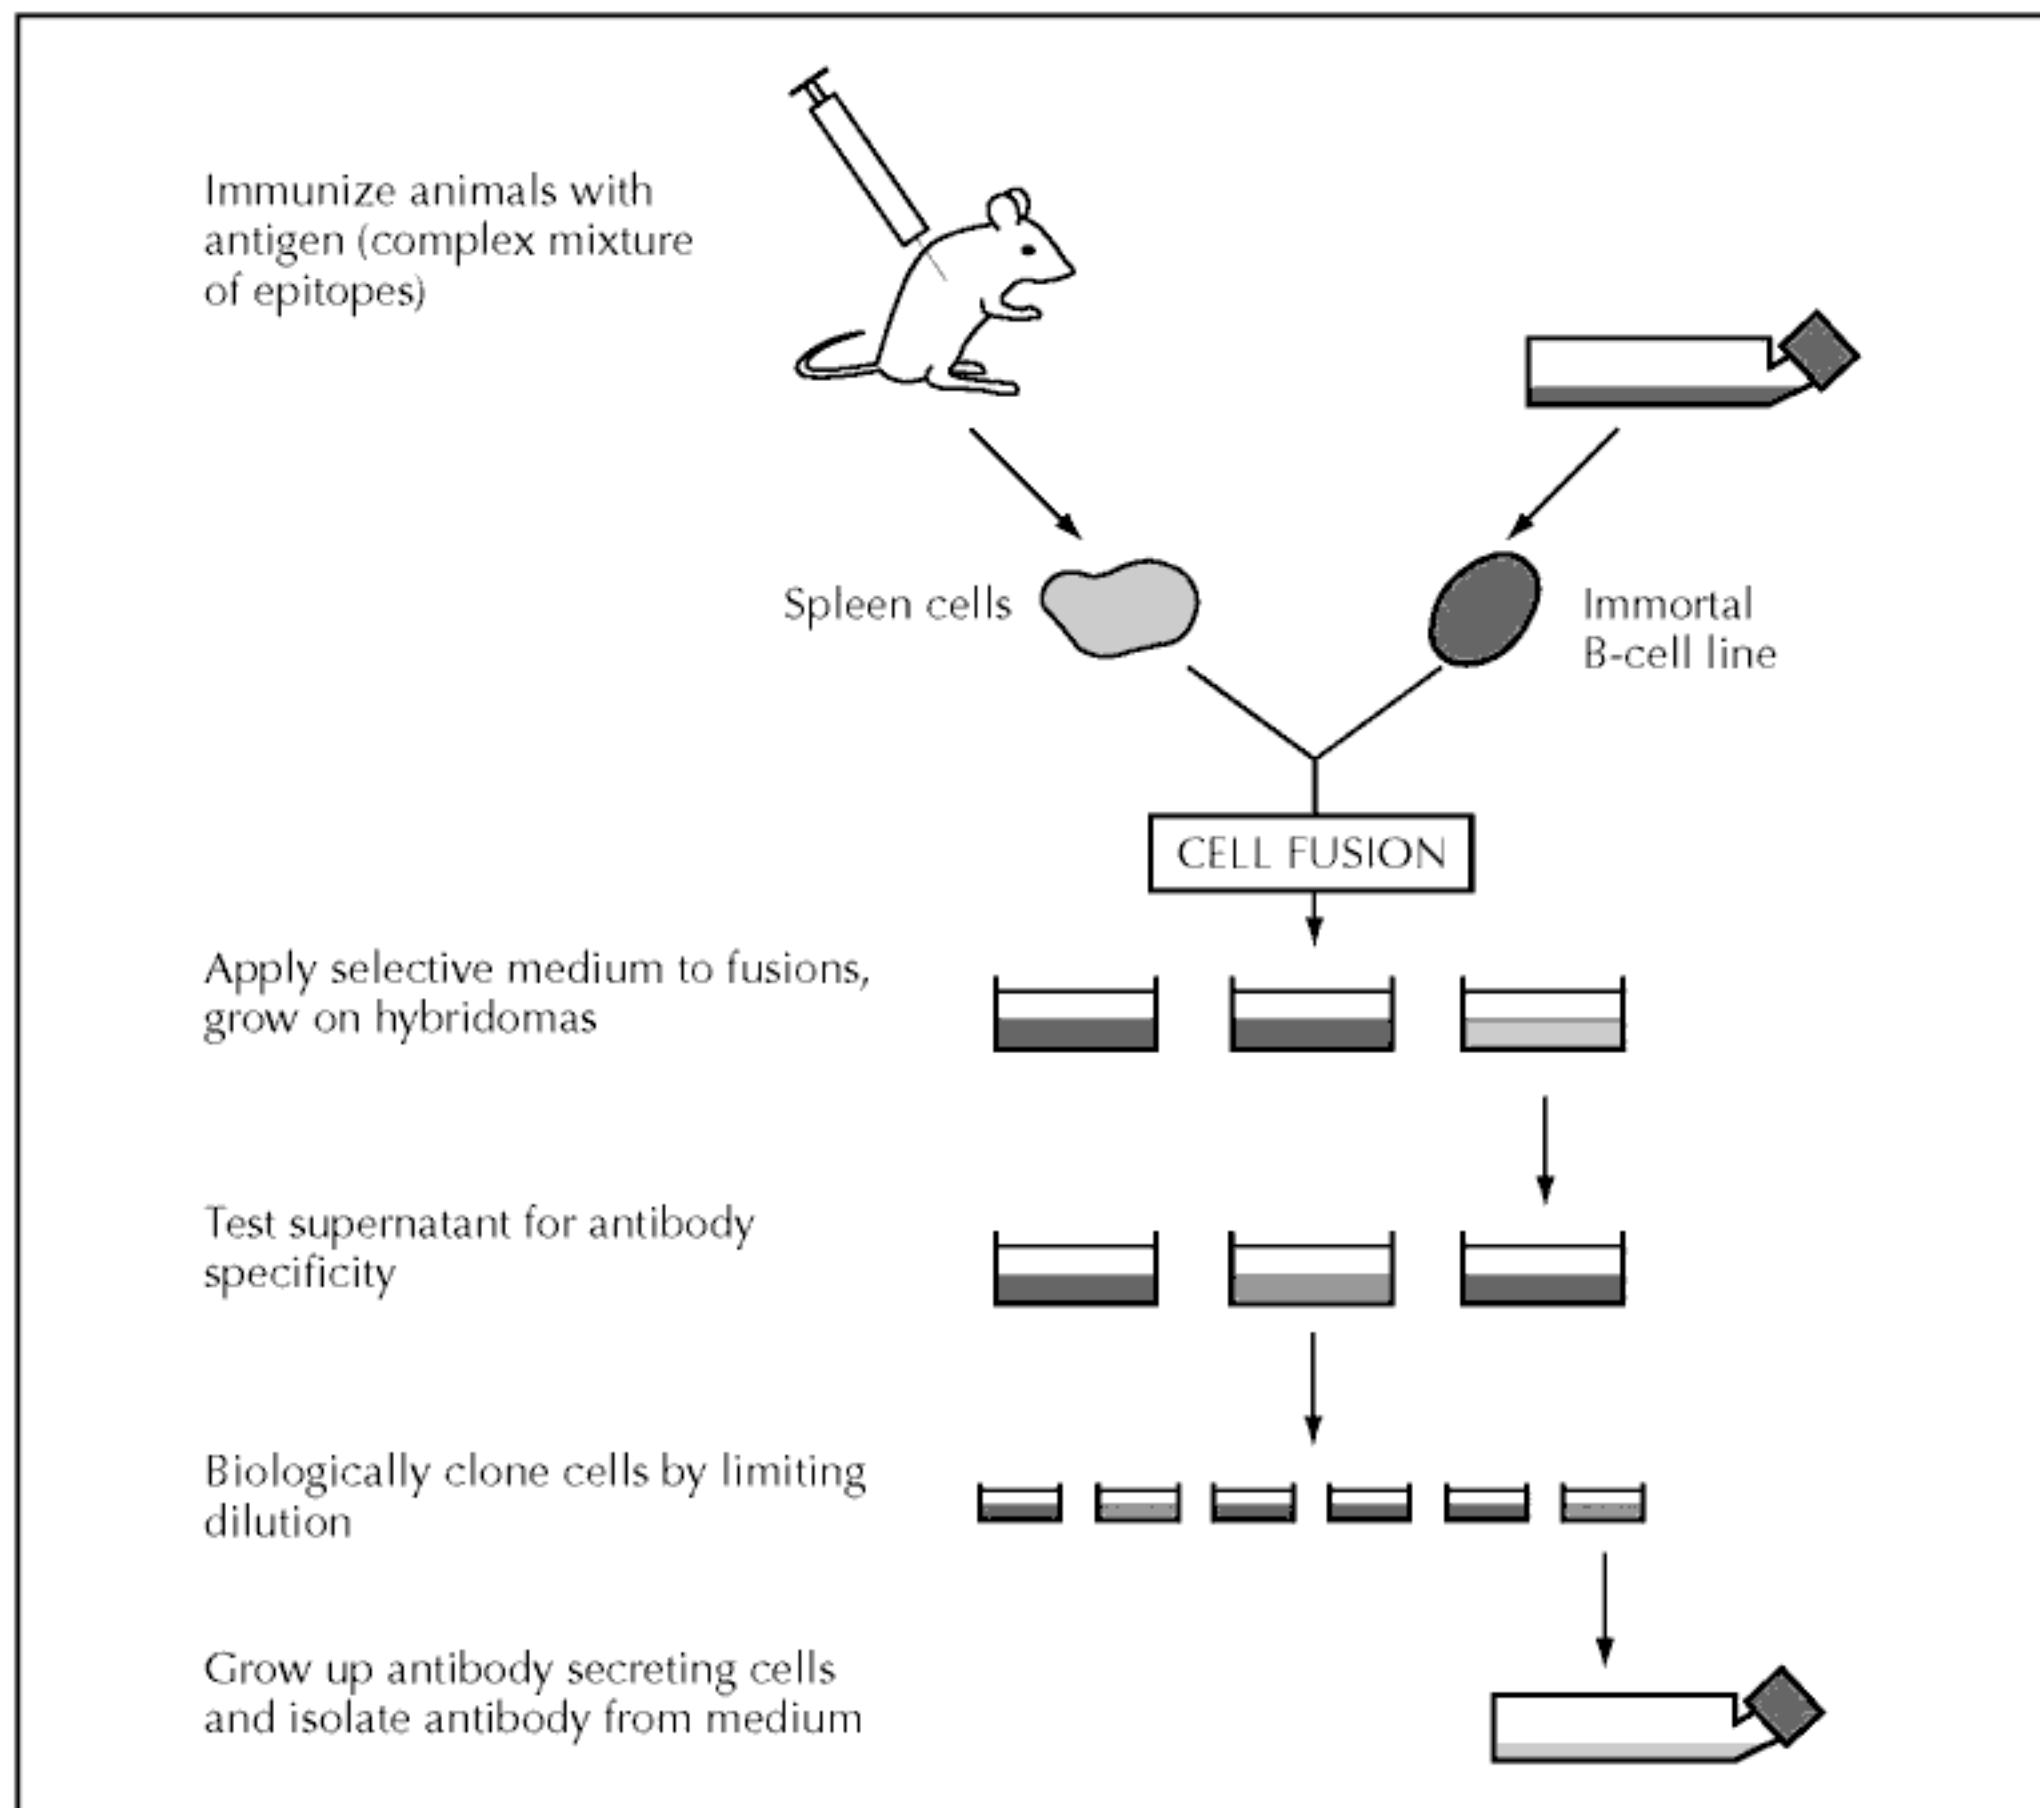 Immunize animals with
antigen (complex mixture
of epitopes)
Spleen cells
Immortal
B-cell line
CELL FUSION
Apply selective medium to fusions,
grow on hybridomas
Test supernatant for antibody
specificity
Biologically clone cells by limiting
dilution
Grow up antibody secreting cells
and isolate antibody from medium